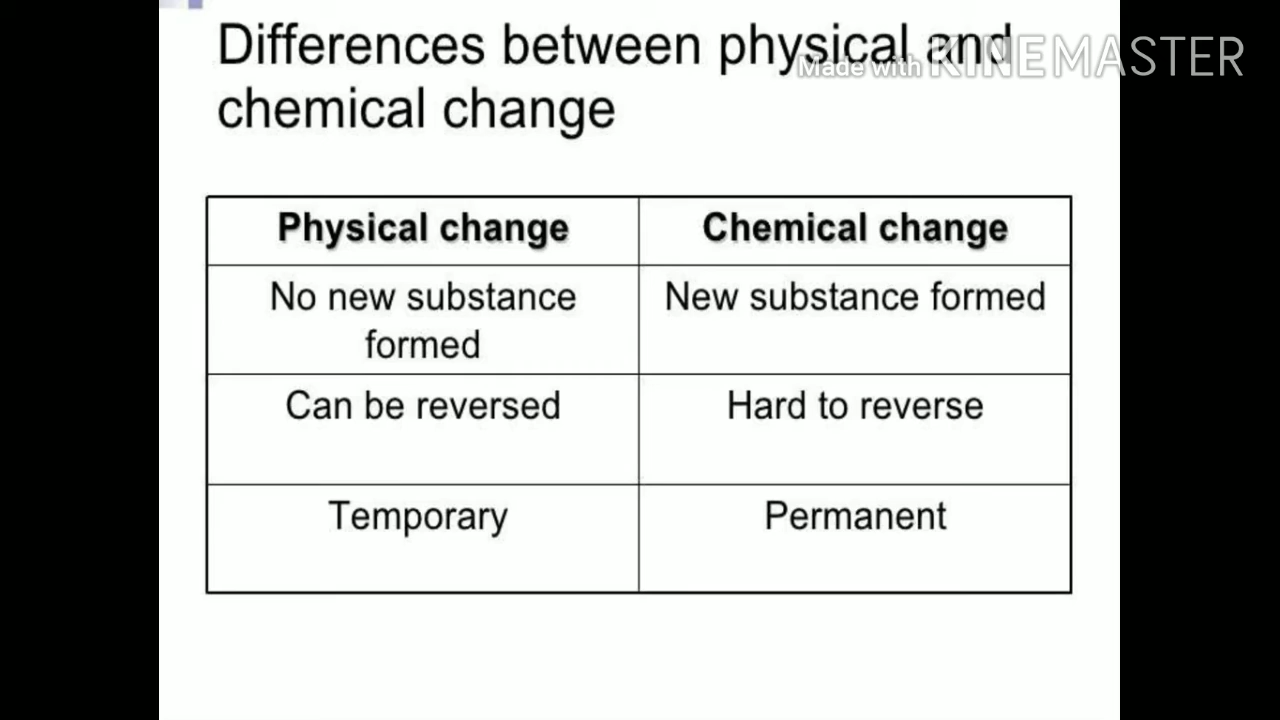 Differences between physical and
Made with KINEMASTER
chemical change
Physical change
Chemical change
No new substance
formed
New substance formed
Can be reversed
Hard to reverse
Temporary
Permanent